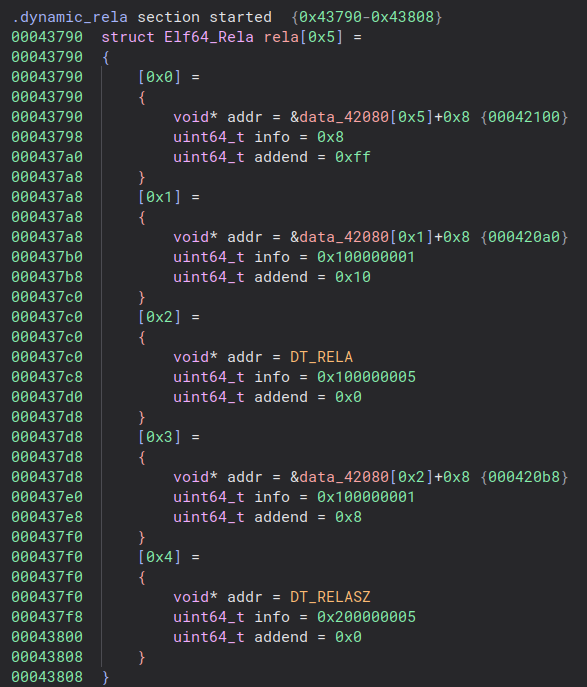 .dynamic_rela section started  {0x43790-0x43808}
00043790  struct Elf64_Rela rela[0x5] =
00043790  {
00043790      [0x0] =
00043790      {
00043790          void* addr = &data_42080[0x5]+0x8 {00042100}
00043798          uint64_t info = 0x8
000437a0          uint64_t addend = 0xff
000437a8      }
000437a8      [0x1] =
000437a8      {
000437a8          void* addr = &data_42080[0x1]+0x8 {000420a0}
000437b0          uint64_t info = 0x100000001
000437b8          uint64_t addend = 0x10
000437c0      }
000437c0      [0x2] =
000437c0      {
000437c0          void* addr = DT_RELA
000437c8          uint64_t info = 0x100000005
000437d0          uint64_t addend = 0x0
000437d8      }
000437d8      [0x3] =
000437d8      {
000437d8          void* addr = &data_42080[0x2]+0x8 {000420b8}
000437e0          uint64_t info = 0x100000001
000437e8          uint64_t addend = 0x8
000437f0      }
000437f0      [0x4] =
000437f0      {
000437f0          void* addr = DT_RELASZ
000437f8          uint64_t info = 0x200000005
00043800          uint64_t addend = 0x0
00043808      }
00043808  }